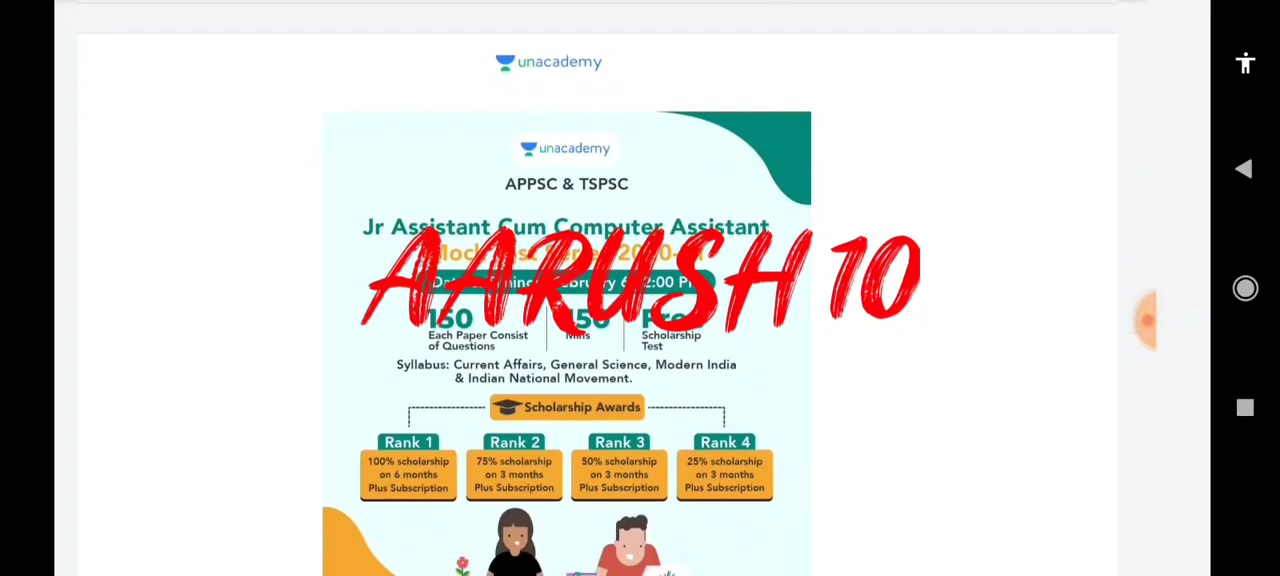 unacademy
unacademy
APPSC & TSPSC
Jr Assistant Cum Computer Assistant
AARUSH 10
150
150
Each Paper Consist
of Questions
Mins
Scholarship
Test
Syllabus: Current Affairs, General Science, Modern India
& Indian National Movement.
Scholarship Awards
Rank 1
Rank 2
Rank 3
Rank 4
100% scholarship
on 6 months
Plus Subscription
75% scholarship
on 3 months
Plus Subscription
50% scholarship
on 3 months
Plus Subscription
25% scholarship
on 3 months
Plus Subscription